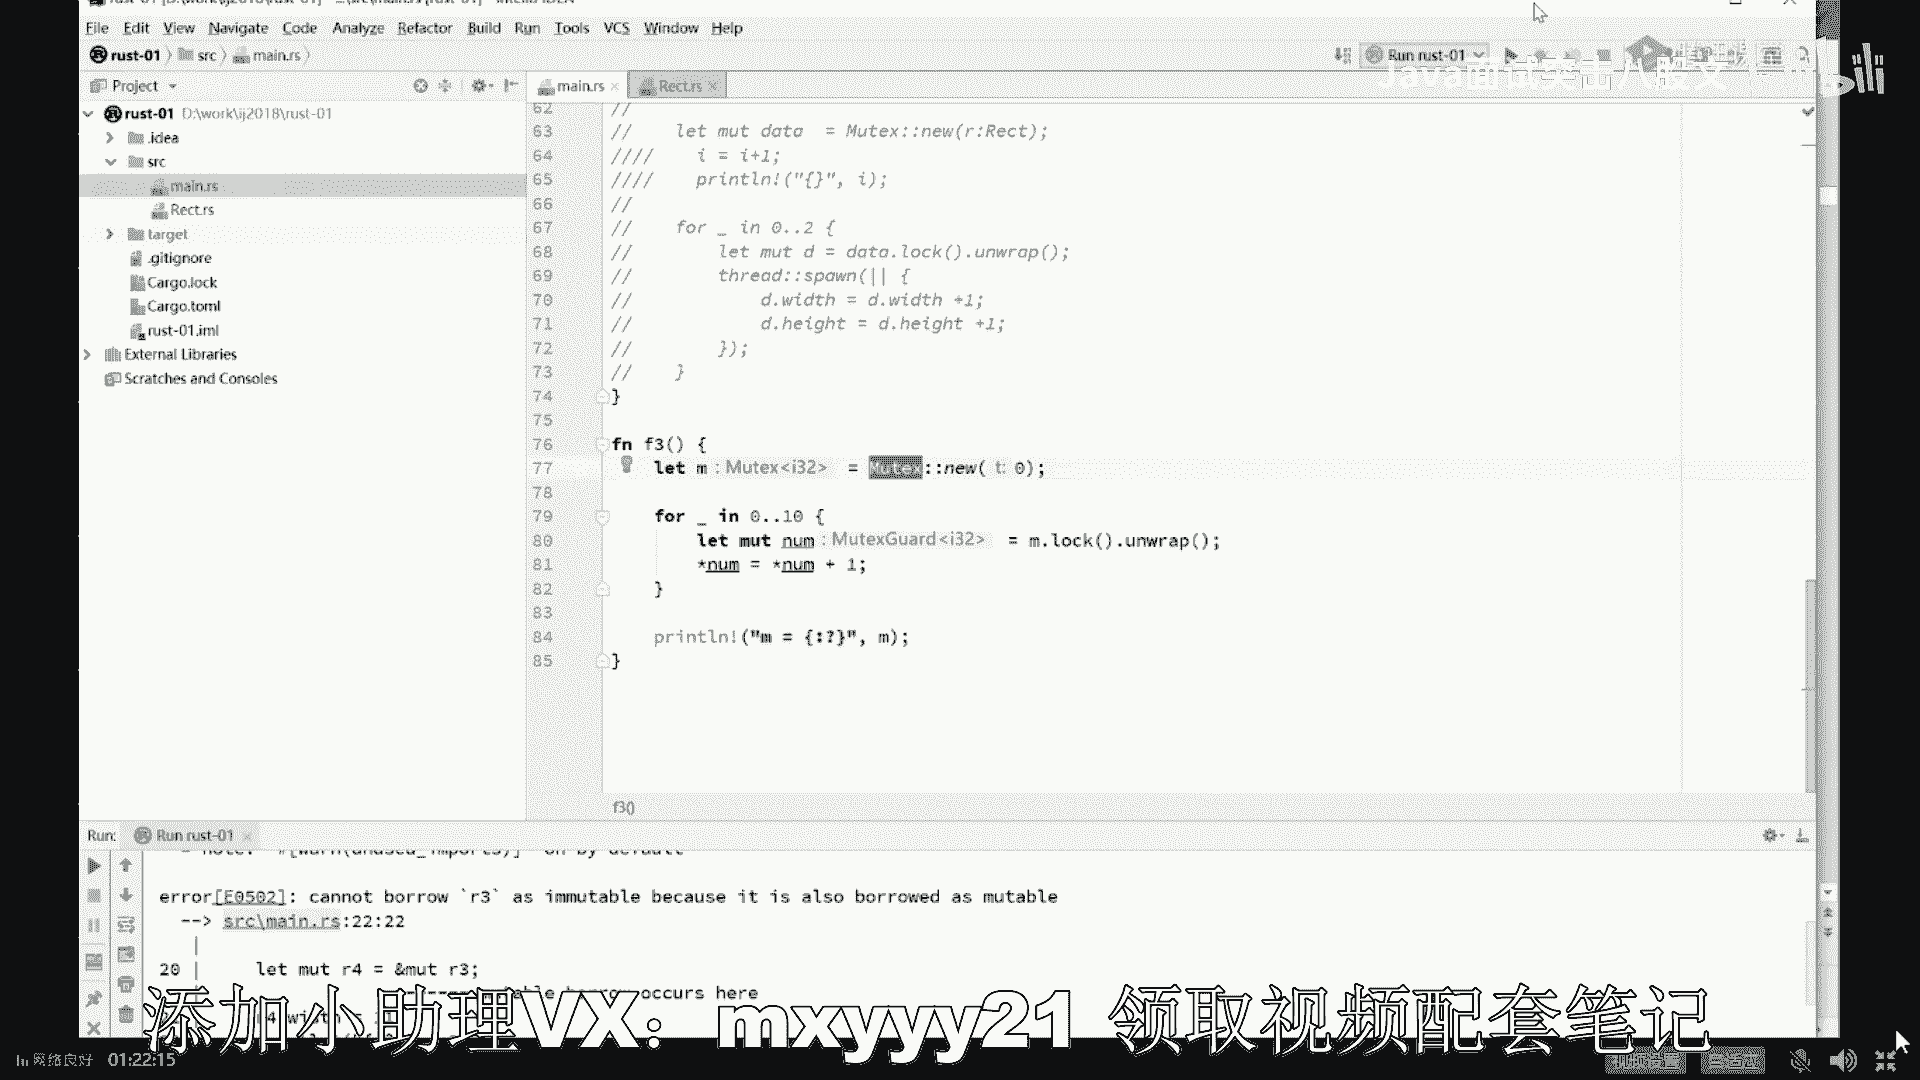 File Edit View Navigate Code Analyze Refactor Build Run Tools VCS Window Help
rust-01 src main.rs
Run rust-01
Project
main.rs
Rect.rs
rust-01 D:\work\ij2018\rust-01
.idea
src
main.rs
Rect.rs
target
.gitignore
Cargo.lock
Cargo.toml
rust-01.iml
External Libraries
Scratches and Consoles
62 //
63 //    let mut data  = Mutex::new(r:Rect);
64 ////    i = i+1;
65 ////    println!("{}", i);
66 //
67 //    for _ in 0..2 {
68 //        let mut d = data.lock().unwrap();
69 //        thread::spawn(|| {
70 //            d.width = d.width +1;
71 //            d.height = d.height +1;
72 //        });
73 //    }
74 }
75
76 fn f3() {
77     let m : Mutex<i32>  = Mutex::new( t: 0);
78
79     for _ in 0..10 {
80         let mut num : MutexGuard<i32>  = m.lock().unwrap();
81         *num = *num + 1;
82     }
83
84     println!("m = {:?}", m);
85 }
f3()
Run: Run rust-01
= note: #[warn(unused_imports)] on by default
error[E0502]: cannot borrow `r3` as immutable because it is also borrowed as mutable
--> src\main.rs:22:22
|
20 |     let mut r4 = &mut r3;
occurs here
添加小助理VX：mxyyy21 领取视频配套笔记
网络良好 01:22:15